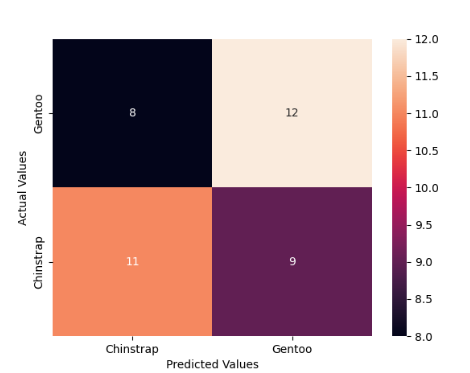 12.0
11.5
11.0
10.5
10.0
9.5
9.0
8.5
8.0
Gentoo
Chinstrap
Actual Values
8 12
11 9
Chinstrap Gentoo
Predicted Values